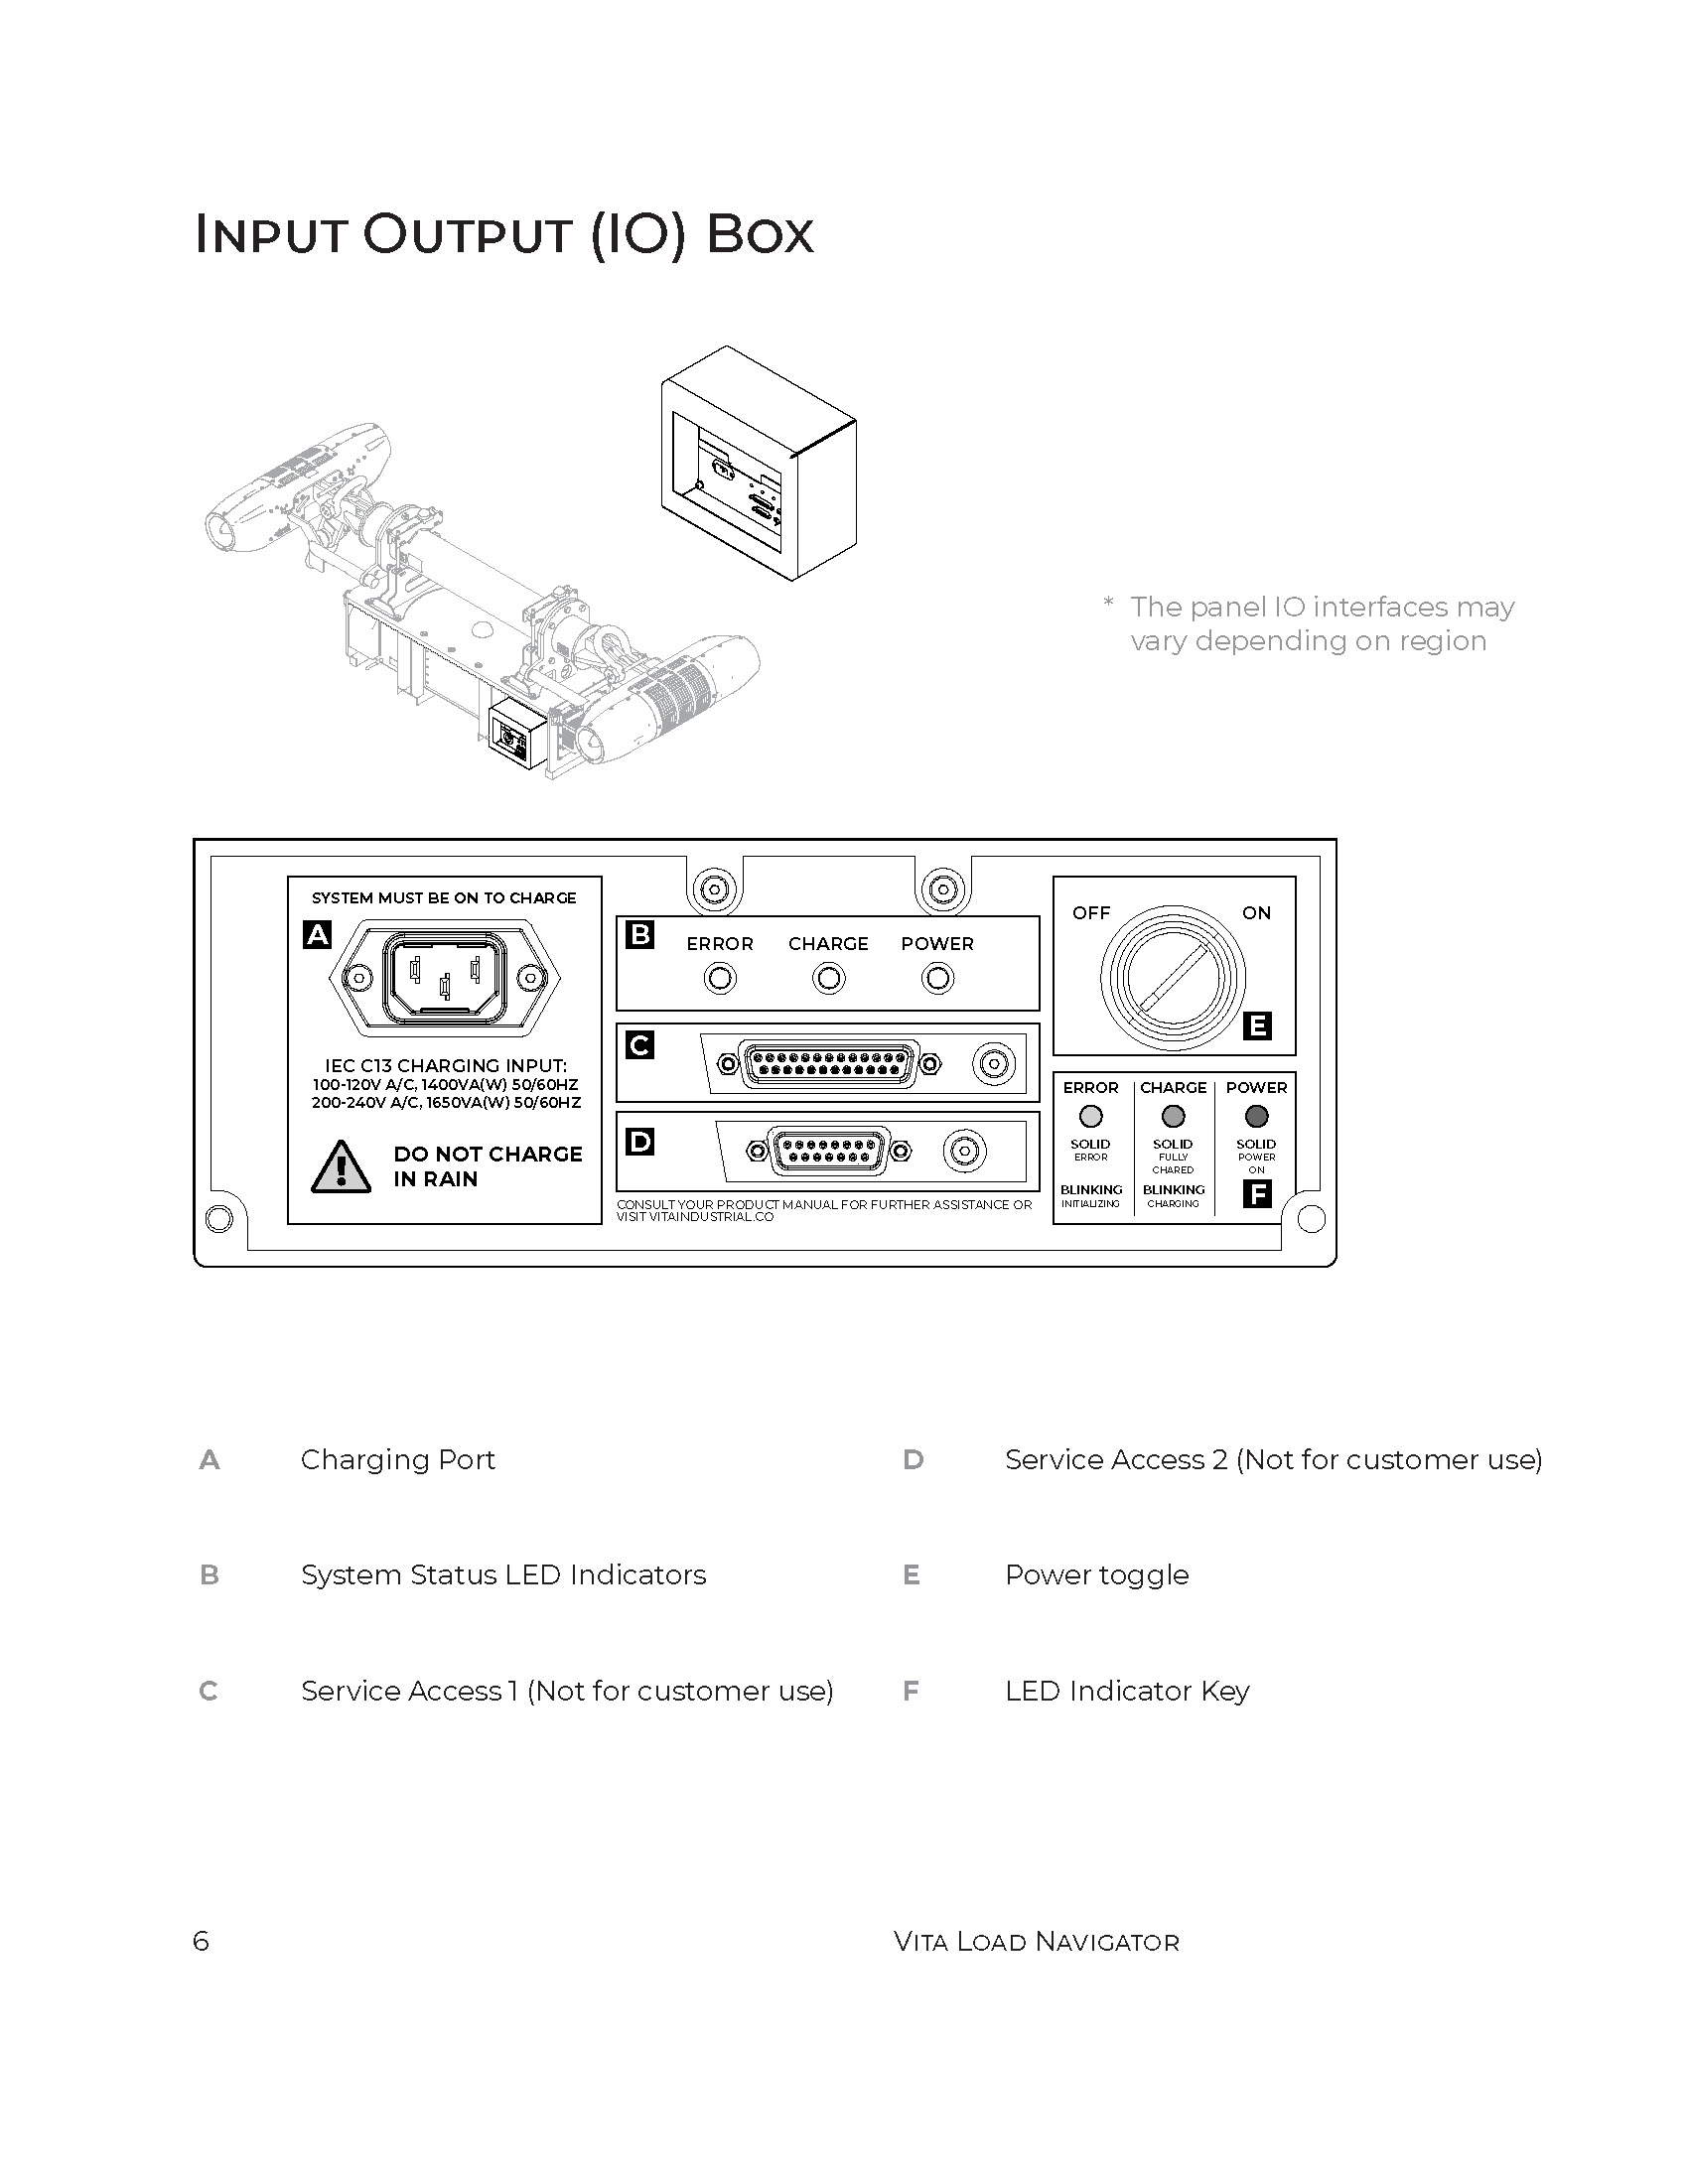 INPUT OUTPUT (IO) BOX
* The panel IO interfaces may
vary depending on region
SYSTEM MUST BE ON TO CHARGE
A
IEC C13 CHARGING INPUT:
100-120V A/C, 1400VA(W) 50/60HZ
200-240V A/C, 1650VA(W) 50/60HZ
DO NOT CHARGE
IN RAIN
B
ERROR CHARGE POWER
C
D
CONSULT YOUR PRODUCT MANUAL FOR FURTHER ASSISTANCE OR
VISIT VITAINDUSTRIAL.CO
OFF ON
E
ERROR CHARGE POWER
SOLID SOLID SOLID
ERROR FULLY POWER
CHARED ON
BLINKING BLINKING F
INITIALIZING CHARGING
A Charging Port
D Service Access 2 (Not for customer use)
B System Status LED Indicators
E Power toggle
C Service Access 1 (Not for customer use)
F LED Indicator Key
6 VITA LOAD NAVIGATOR